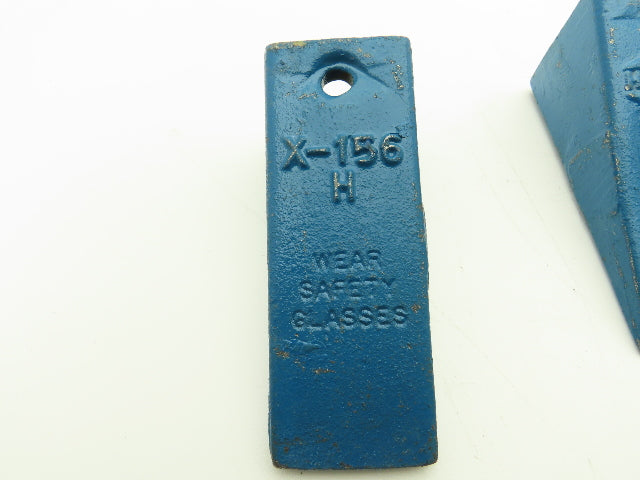 X-156
H
WEAR
SAFETY
GLASSES